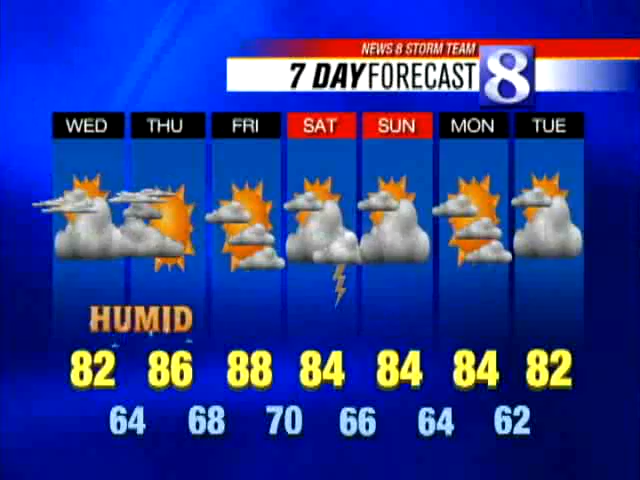 NEWS 8 STORM TEAM
7 DAY FORECAST 8
WED THU FRI SAT SUN MON TUE
HUMID
82 86 88 84 84 84 82
64 68 70 66 64 62